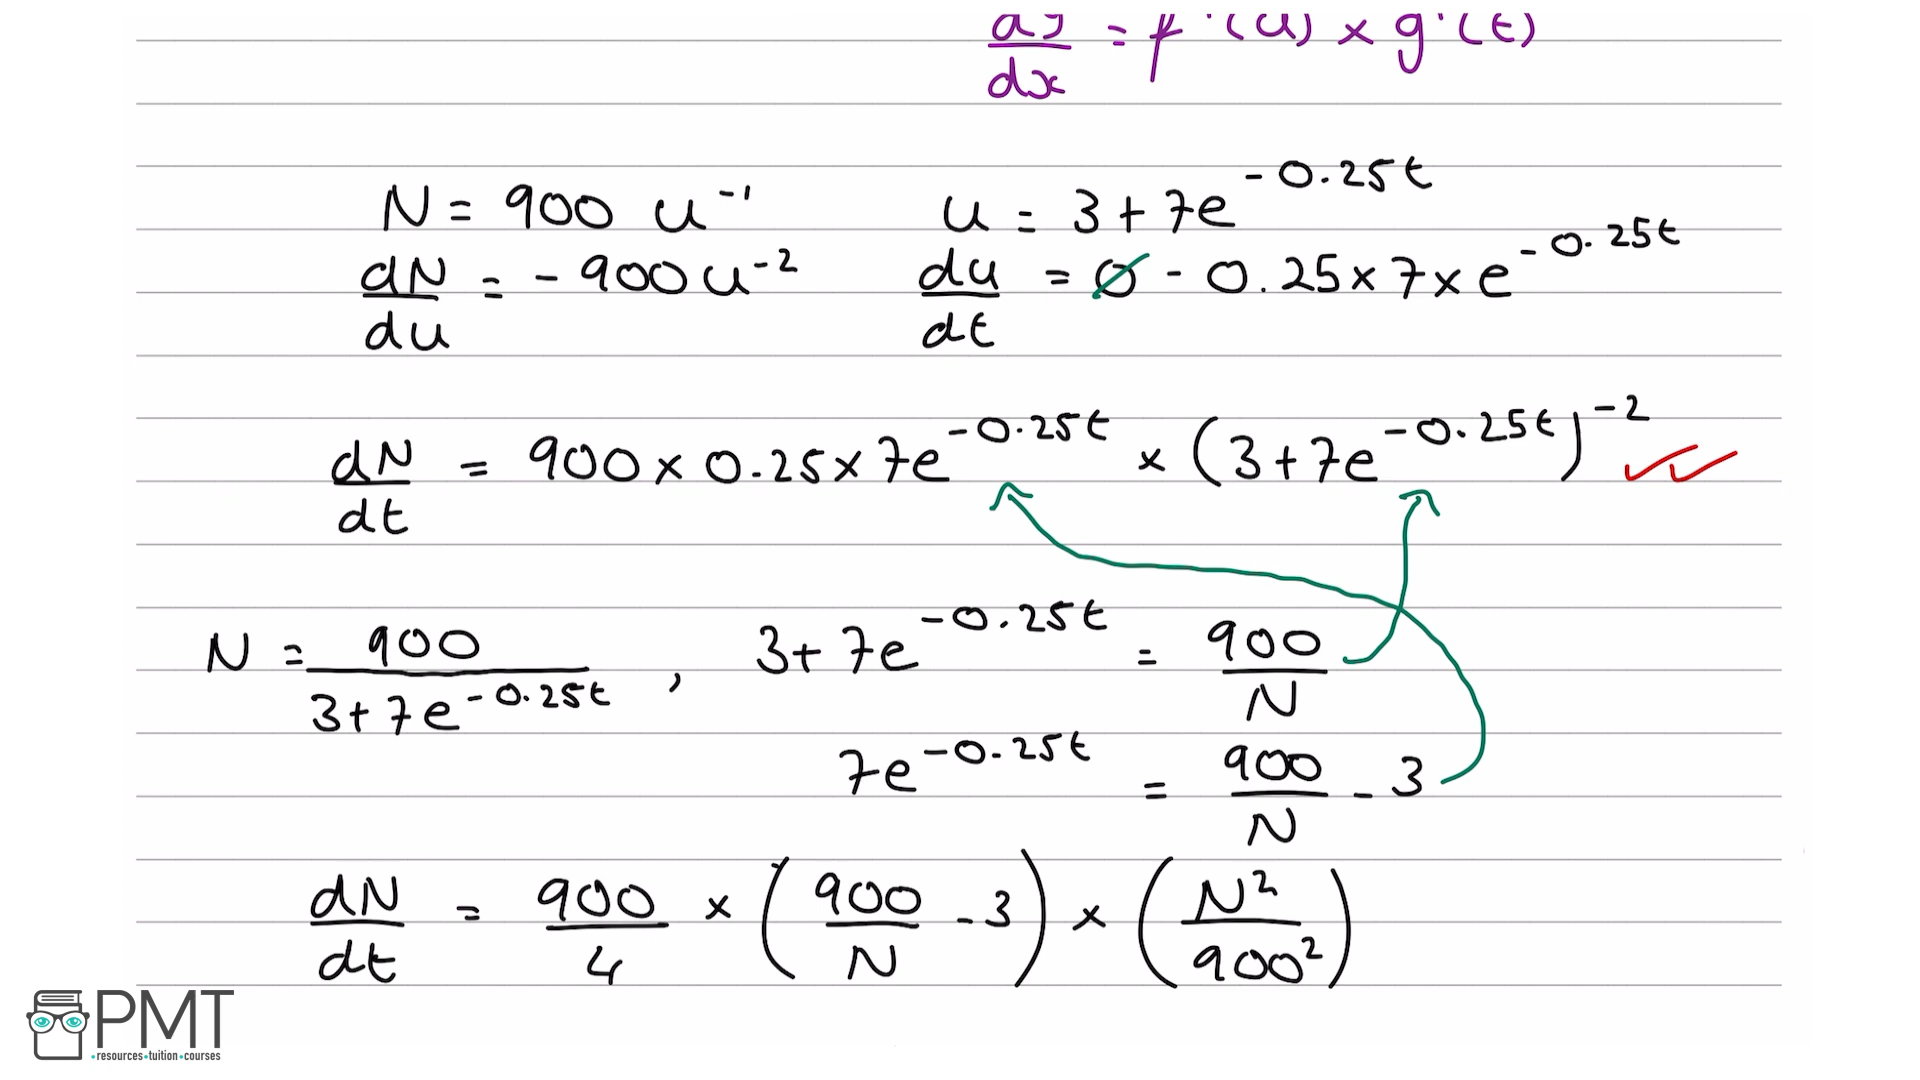 dy/dx = f'(u) × g'(t)
N = 900 u⁻¹    u = 3 + 7e^(-0.25t)
dN/du = -900u⁻²    du/dt = 0 - 0.25 × 7 × e^(-0.25t)
dN/dt = 900 × 0.25 × 7e^(-0.25t) × (3 + 7e^(-0.25t))⁻²
N = 900/(3 + 7e^(-0.25t)) , 3 + 7e^(-0.25t) = 900/N
7e^(-0.25t) = 900/N - 3
dN/dt = 900/4 × (900/N - 3) × (N²/900²)
PMT
•resources•tuition•courses